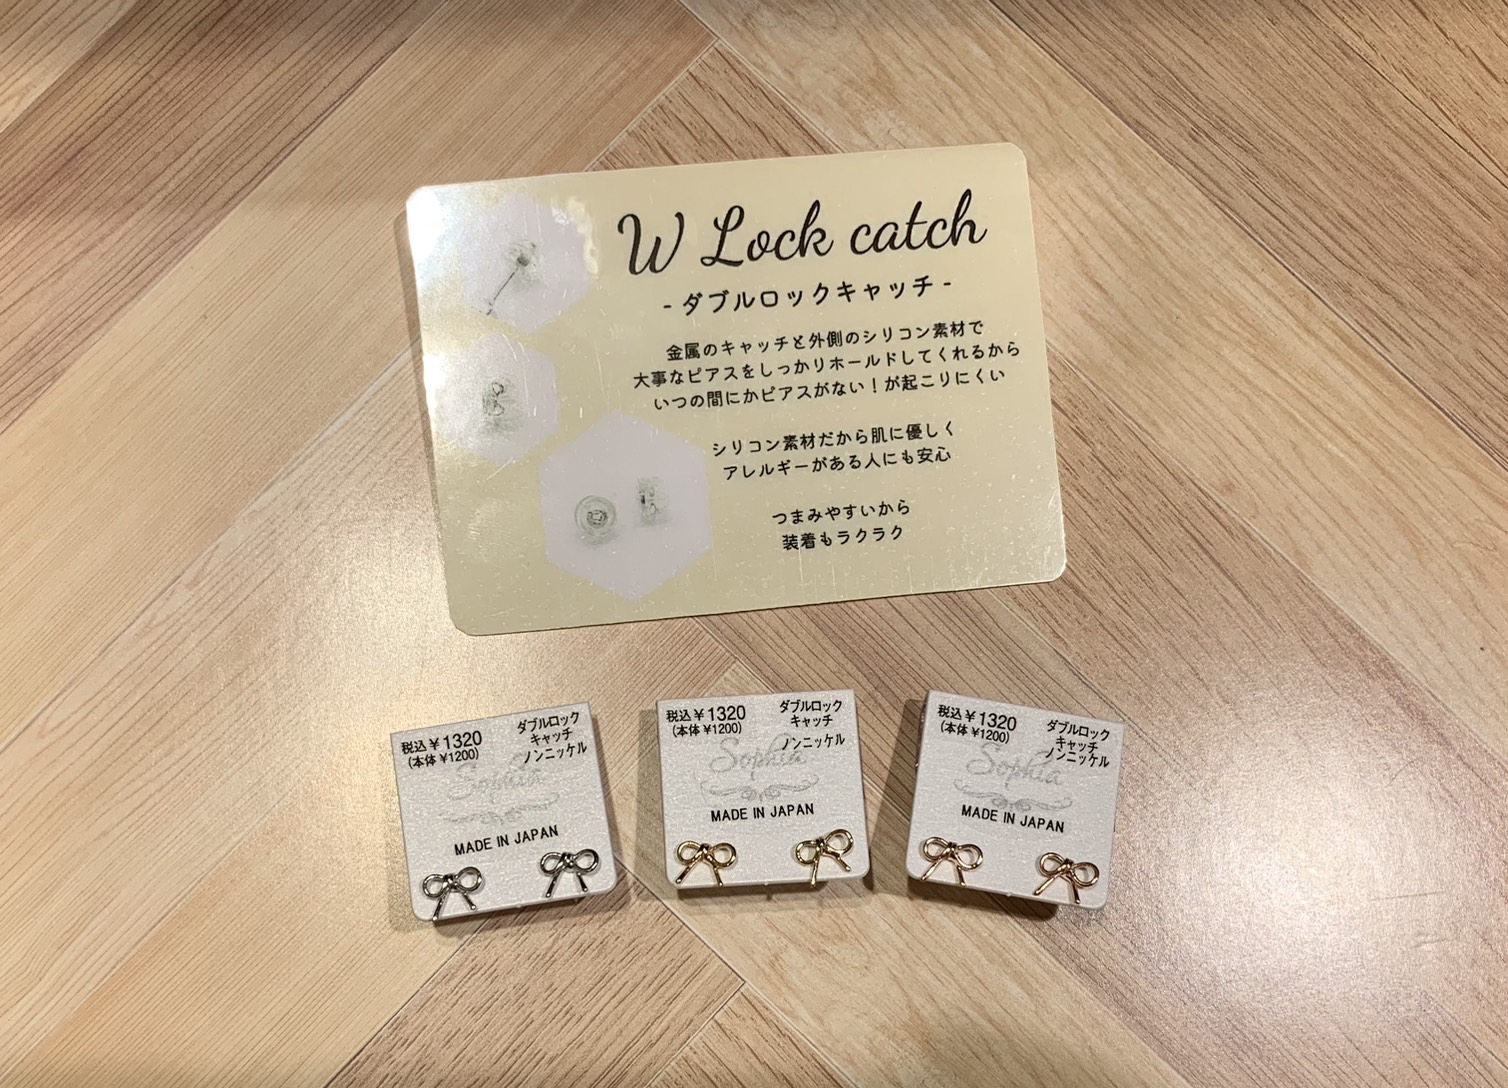 W Lock catch
- ダブルロックキャッチ -
金属のキャッチと外側のシリコン素材で
大事なピアスをしっかりホールドしてくれるから
いつの間にかピアスがない！が起こりにくい
シリコン素材だから肌に優しく
アレルギーがある人にも安心
つまみやすいから
装着もラクラク
税込￥1320
(本体￥1200)
ダブルロック
キャッチ
ノンニッケル
Sophia
MADE IN JAPAN
税込￥1320
(本体￥1200)
ダブルロック
キャッチ
ノンニッケル
Sophia
MADE IN JAPAN
税込￥1320
(本体￥1200)
ダブルロック
キャッチ
ノンニッケル
Sophia
MADE IN JAPAN